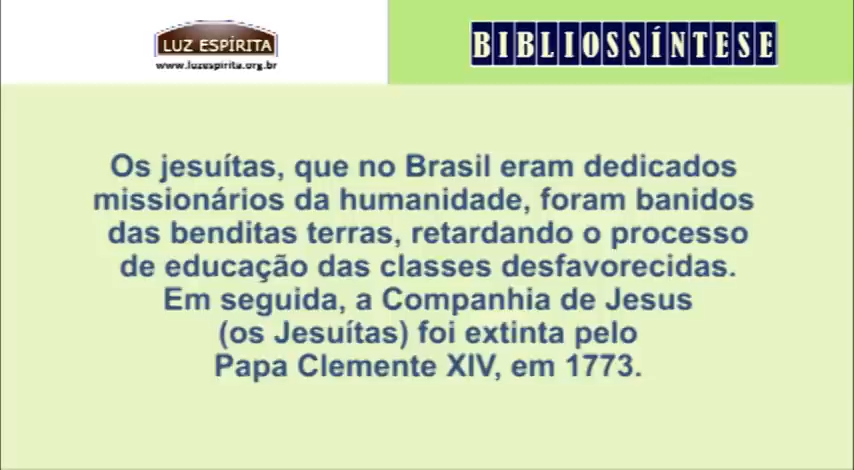 LUZ ESPÍRITA
www.luzespirita.org.br
BIBLIOSSÍNTESE
Os jesuítas, que no Brasil eram dedicados
missionários da humanidade, foram banidos
das benditas terras, retardando o processo
de educação das classes desfavorecidas.
Em seguida, a Companhia de Jesus
(os Jesuítas) foi extinta pelo
Papa Clemente XIV, em 1773.